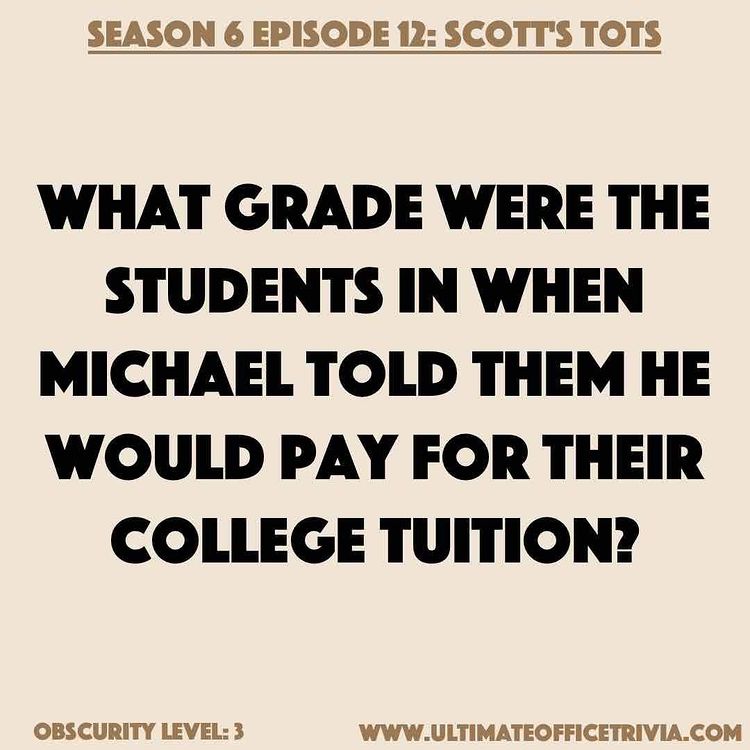 SEASON 6 EPISODE 12: SCOTT'S TOTS
WHAT GRADE WERE THE
STUDENTS IN WHEN
MICHAEL TOLD THEM HE
WOULD PAY FOR THEIR
COLLEGE TUITION?
OBSCURITY LEVEL: 3
WWW.ULTIMATEOFFICETRIVIA.COM